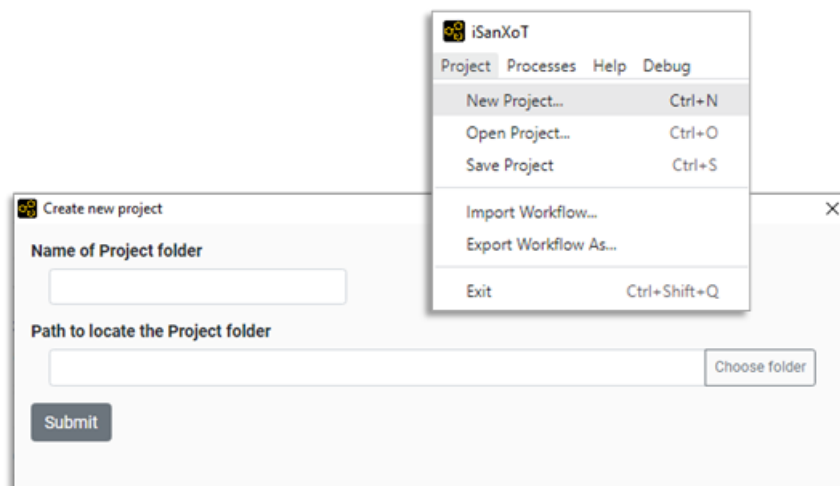 iSanXoT
Project Processes Help Debug
New Project... Ctrl+N
Open Project... Ctrl+O
Save Project Ctrl+S
Import Workflow...
Export Workflow As...
Exit Ctrl+Shift+Q
Create new project
Name of Project folder
Path to locate the Project folder
Choose folder
Submit